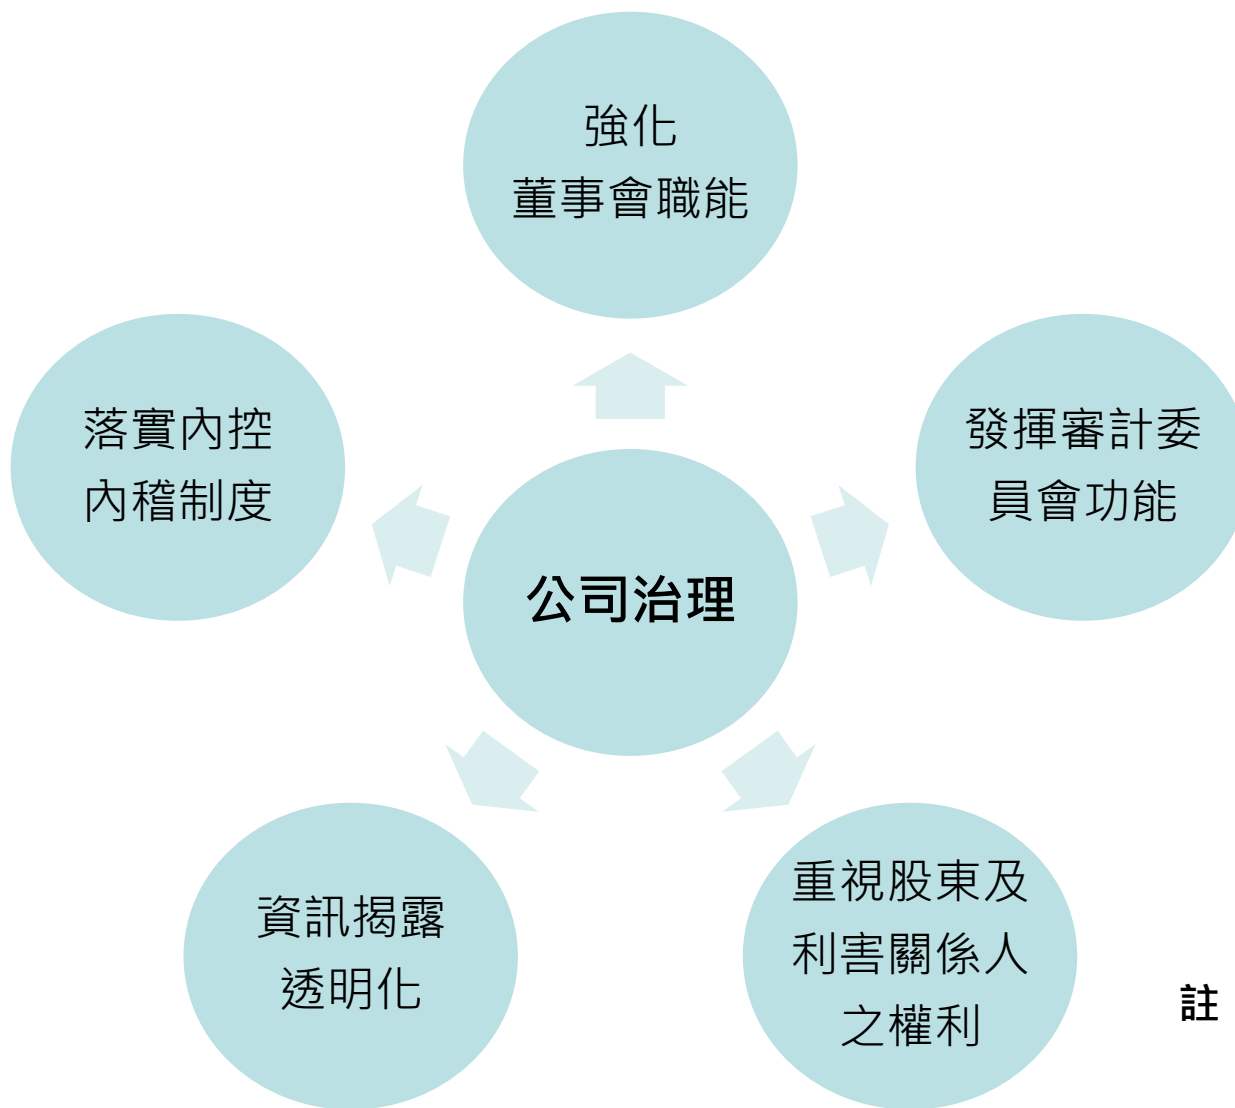 強化
董事會職能
落實內控
內稽制度
發揮審計委
員會功能
公司治理
資訊揭露
透明化
重視股東及
利害關係人
之權利
註